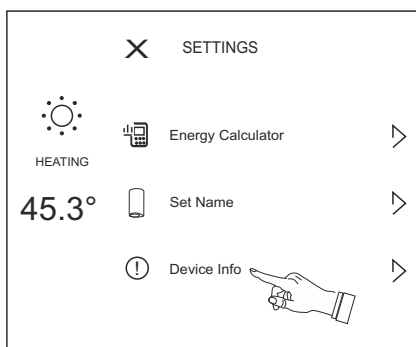 SETTINGS
Energy Calculator
HEATING
45.3°
Set Name
Device Info